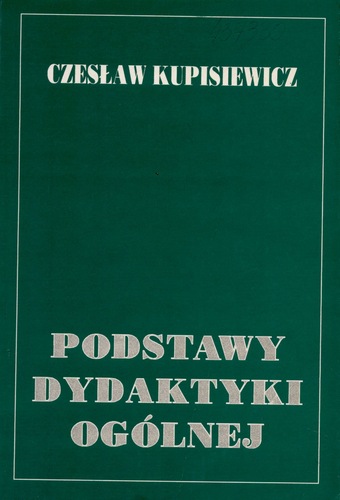 CZESŁAW KUPISIEWICZ
PODSTAWY
DYDAKTYKI
OGÓLNEJ